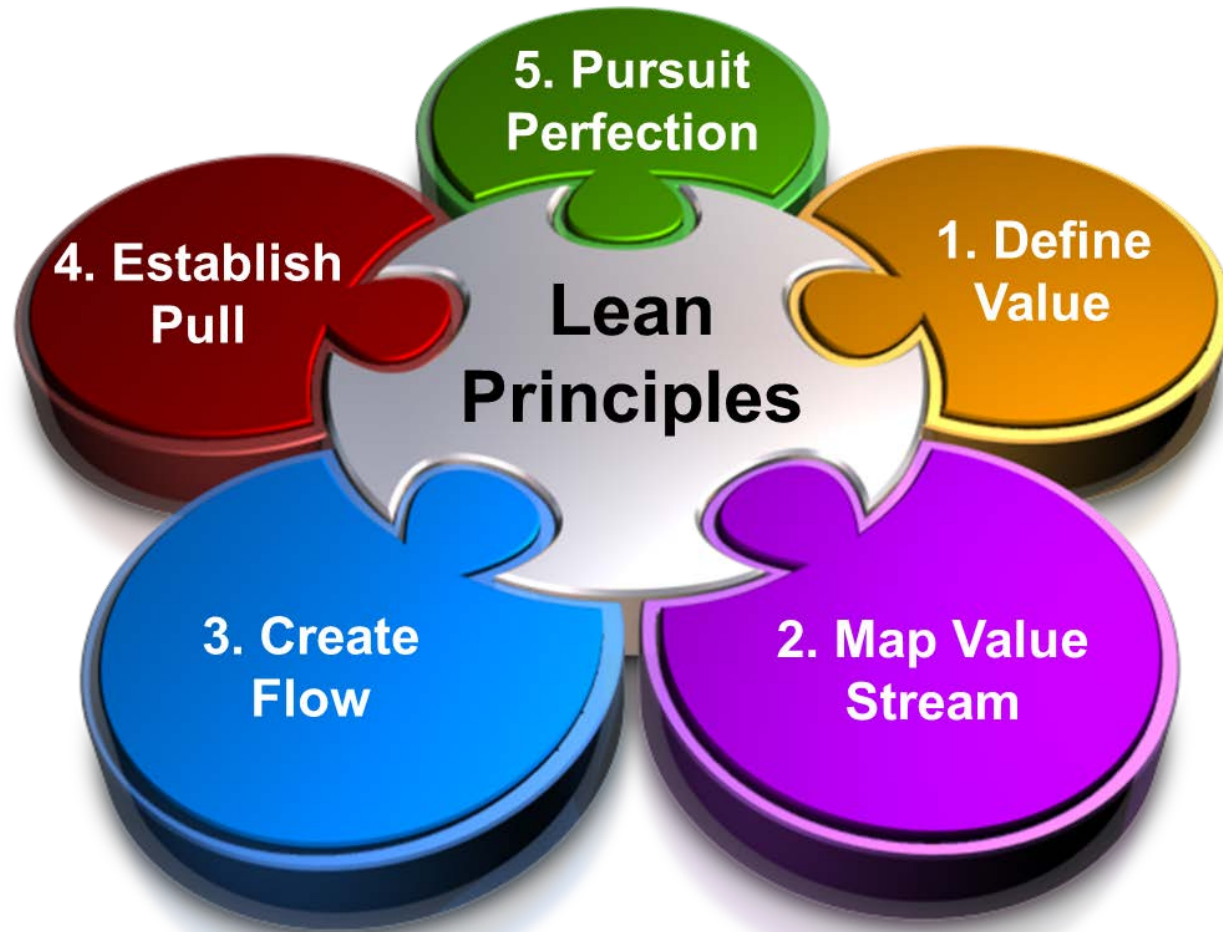 5. Pursuit
Perfection
4. Establish
Pull
1. Define
Value
Lean
Principles
3. Create
Flow
2. Map Value
Stream